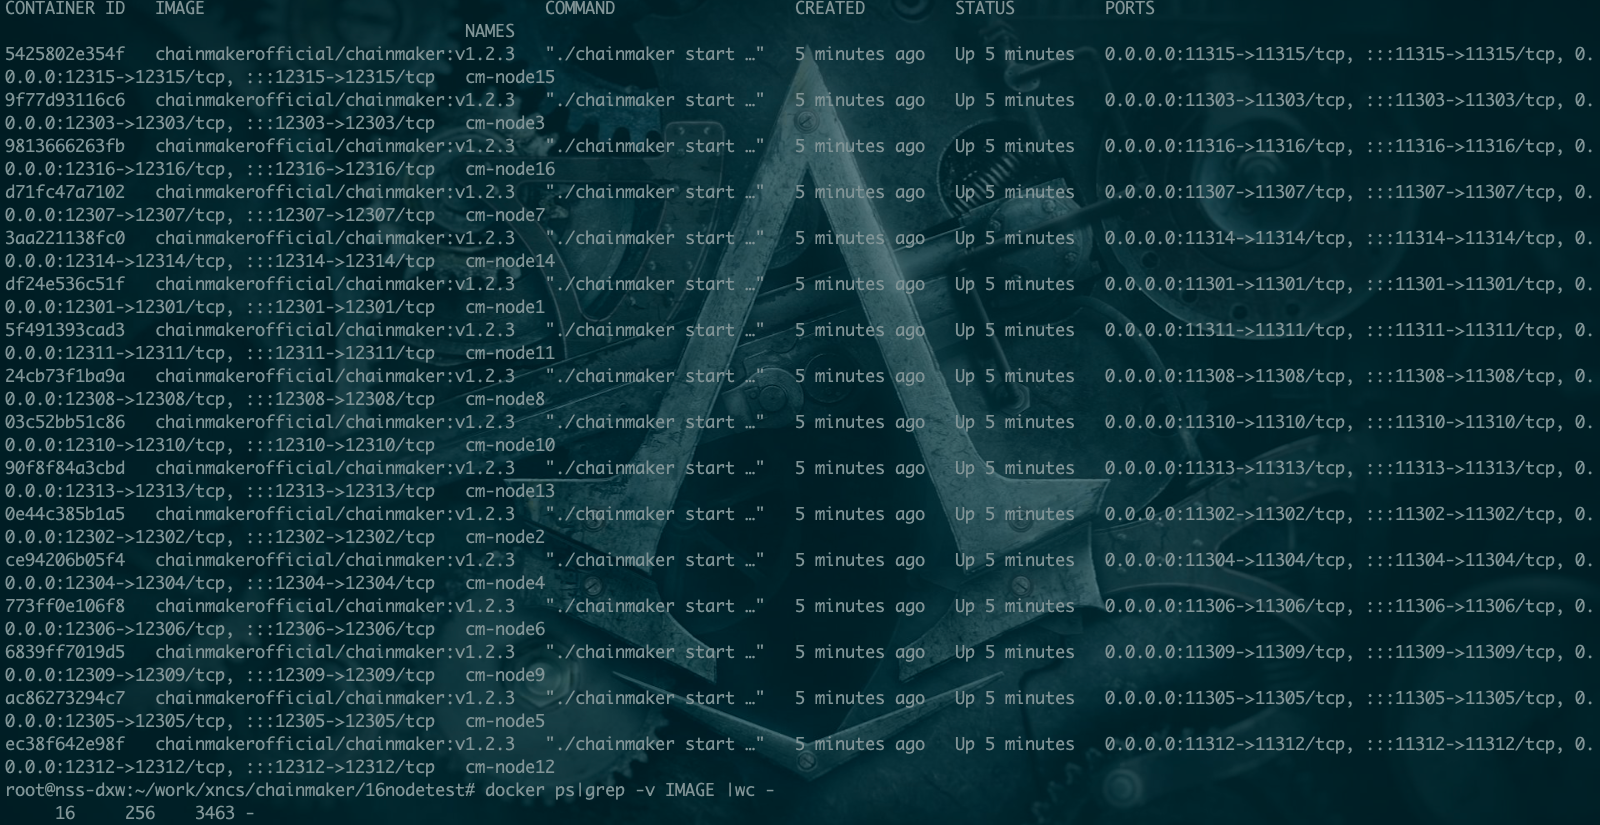 CONTAINER ID   IMAGE                                  COMMAND                  CREATED         STATUS         PORTS
                                              NAMES
5425802e354f   chainmakerofficial/chainmaker:v1.2.3   "./chainmaker start …"   5 minutes ago   Up 5 minutes   0.0.0.0:11315->11315/tcp, :::11315->11315/tcp, 0.
0.0.0:12315->12315/tcp, :::12315->12315/tcp   cm-node15
9f77d93116c6   chainmakerofficial/chainmaker:v1.2.3   "./chainmaker start …"   5 minutes ago   Up 5 minutes   0.0.0.0:11303->11303/tcp, :::11303->11303/tcp, 0.
0.0.0:12303->12303/tcp, :::12303->12303/tcp   cm-node3
9813666263fb   chainmakerofficial/chainmaker:v1.2.3   "./chainmaker start …"   5 minutes ago   Up 5 minutes   0.0.0.0:11316->11316/tcp, :::11316->11316/tcp, 0.
0.0.0:12316->12316/tcp, :::12316->12316/tcp   cm-node16
d71fc47a7102   chainmakerofficial/chainmaker:v1.2.3   "./chainmaker start …"   5 minutes ago   Up 5 minutes   0.0.0.0:11307->11307/tcp, :::11307->11307/tcp, 0.
0.0.0:12307->12307/tcp, :::12307->12307/tcp   cm-node7
3aa221138fc0   chainmakerofficial/chainmaker:v1.2.3   "./chainmaker start …"   5 minutes ago   Up 5 minutes   0.0.0.0:11314->11314/tcp, :::11314->11314/tcp, 0.
0.0.0:12314->12314/tcp, :::12314->12314/tcp   cm-node14
df24e536c51f   chainmakerofficial/chainmaker:v1.2.3   "./chainmaker start …"   5 minutes ago   Up 5 minutes   0.0.0.0:11301->11301/tcp, :::11301->11301/tcp, 0.
0.0.0:12301->12301/tcp, :::12301->12301/tcp   cm-node1
5f491393cad3   chainmakerofficial/chainmaker:v1.2.3   "./chainmaker start …"   5 minutes ago   Up 5 minutes   0.0.0.0:11311->11311/tcp, :::11311->11311/tcp, 0.
0.0.0:12311->12311/tcp, :::12311->12311/tcp   cm-node11
24cb73f1ba9a   chainmakerofficial/chainmaker:v1.2.3   "./chainmaker start …"   5 minutes ago   Up 5 minutes   0.0.0.0:11308->11308/tcp, :::11308->11308/tcp, 0.
0.0.0:12308->12308/tcp, :::12308->12308/tcp   cm-node8
03c52bb51c86   chainmakerofficial/chainmaker:v1.2.3   "./chainmaker start …"   5 minutes ago   Up 5 minutes   0.0.0.0:11310->11310/tcp, :::11310->11310/tcp, 0.
0.0.0:12310->12310/tcp, :::12310->12310/tcp   cm-node10
90f8f84a3cbd   chainmakerofficial/chainmaker:v1.2.3   "./chainmaker start …"   5 minutes ago   Up 5 minutes   0.0.0.0:11313->11313/tcp, :::11313->11313/tcp, 0.
0.0.0:12313->12313/tcp, :::12313->12313/tcp   cm-node13
0e44c385b1a5   chainmakerofficial/chainmaker:v1.2.3   "./chainmaker start …"   5 minutes ago   Up 5 minutes   0.0.0.0:11302->11302/tcp, :::11302->11302/tcp, 0.
0.0.0:12302->12302/tcp, :::12302->12302/tcp   cm-node2
ce94206b05f4   chainmakerofficial/chainmaker:v1.2.3   "./chainmaker start …"   5 minutes ago   Up 5 minutes   0.0.0.0:11304->11304/tcp, :::11304->11304/tcp, 0.
0.0.0:12304->12304/tcp, :::12304->12304/tcp   cm-node4
773ff0e106f8   chainmakerofficial/chainmaker:v1.2.3   "./chainmaker start …"   5 minutes ago   Up 5 minutes   0.0.0.0:11306->11306/tcp, :::11306->11306/tcp, 0.
0.0.0:12306->12306/tcp, :::12306->12306/tcp   cm-node6
6839ff7019d5   chainmakerofficial/chainmaker:v1.2.3   "./chainmaker start …"   5 minutes ago   Up 5 minutes   0.0.0.0:11309->11309/tcp, :::11309->11309/tcp, 0.
0.0.0:12309->12309/tcp, :::12309->12309/tcp   cm-node9
ac86273294c7   chainmakerofficial/chainmaker:v1.2.3   "./chainmaker start …"   5 minutes ago   Up 5 minutes   0.0.0.0:11305->11305/tcp, :::11305->11305/tcp, 0.
0.0.0:12305->12305/tcp, :::12305->12305/tcp   cm-node5
ec38f642e98f   chainmakerofficial/chainmaker:v1.2.3   "./chainmaker start …"   5 minutes ago   Up 5 minutes   0.0.0.0:11312->11312/tcp, :::11312->11312/tcp, 0.
0.0.0:12312->12312/tcp, :::12312->12312/tcp   cm-node12
root@nss-dxw:~/work/xncs/chainmaker/16nodetest# docker ps|grep -v IMAGE |wc -
     16     256    3463 -